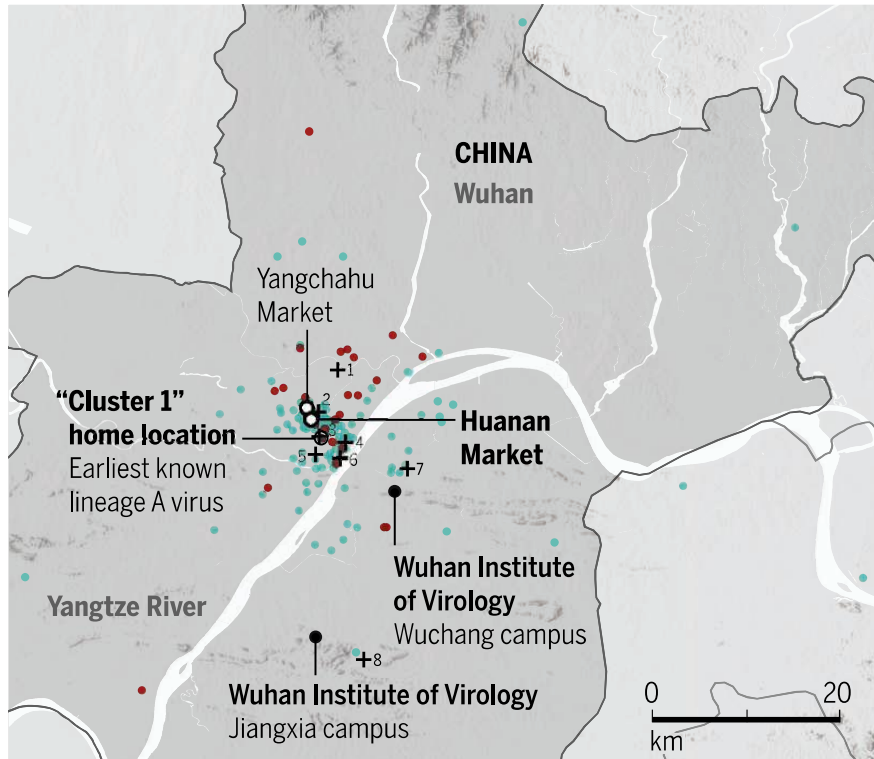 CHINA
Wuhan
Yangchahu
Market
1
“Cluster 1”
home location
Earliest known
lineage A virus
2
3
4
5
6
7
Huanan
Market
Wuhan Institute
of Virology
Wuchang campus
Yangtze River
8
Wuhan Institute of Virology
Jiangxia campus
0 20
km